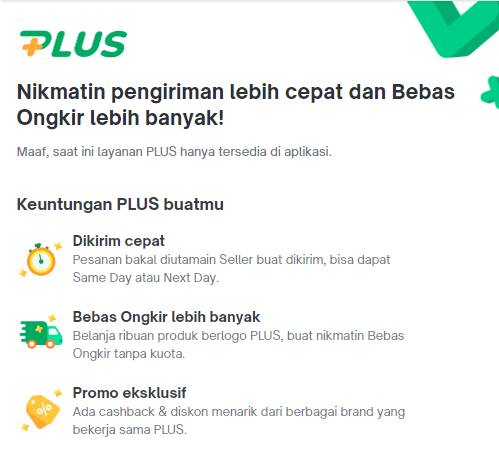 PLUS
Nikmatin pengiriman lebih cepat dan Bebas
Ongkir lebih banyak!
Maaf, saat ini layanan PLUS hanya tersedia di aplikasi.
Keuntungan PLUS buatmu
Dikirim cepat
Pesanan bakal diutamain Seller buat dikirim, bisa dapat
Same Day atau Next Day.
Bebas Ongkir lebih banyak
Belanja ribuan produk berlogo PLUS, buat nikmatin Bebas
Ongkir tanpa kuota.
Promo eksklusif
Ada cashback & diskon menarik dari berbagai brand yang
bekerja sama PLUS.